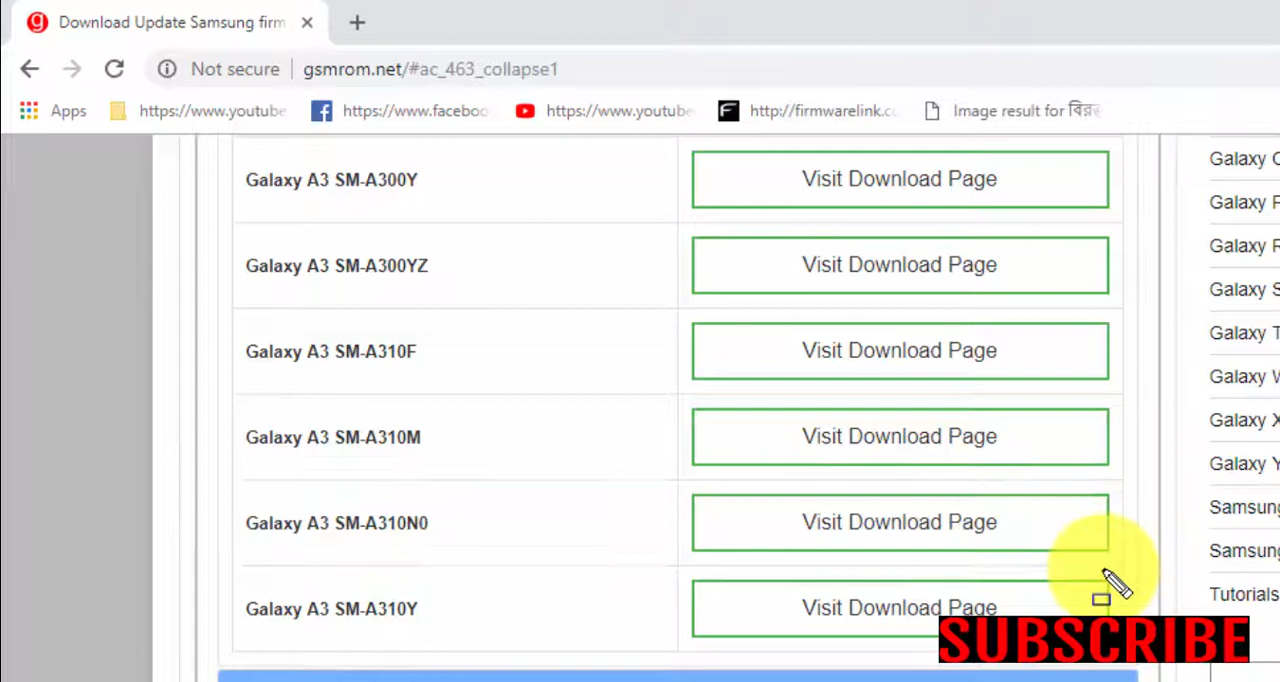 Download Update Samsung firm
Not secure gsmrom.net/#ac_463_collapse1
Apps https://www.youtube https://www.faceboo https://www.youtube http://firmwarelink.c Image result for বিরক্
Galaxy A3 SM-A300Y Visit Download Page
Galaxy A3 SM-A300YZ Visit Download Page
Galaxy A3 SM-A310F Visit Download Page
Galaxy A3 SM-A310M Visit Download Page
Galaxy A3 SM-A310N0 Visit Download Page
Galaxy A3 SM-A310Y Visit Download Page
Galaxy C
Galaxy F
Galaxy R
Galaxy S
Galaxy T
Galaxy W
Galaxy X
Galaxy Y
Samsung
Samsung
Tutorials
SUBSCRIBE